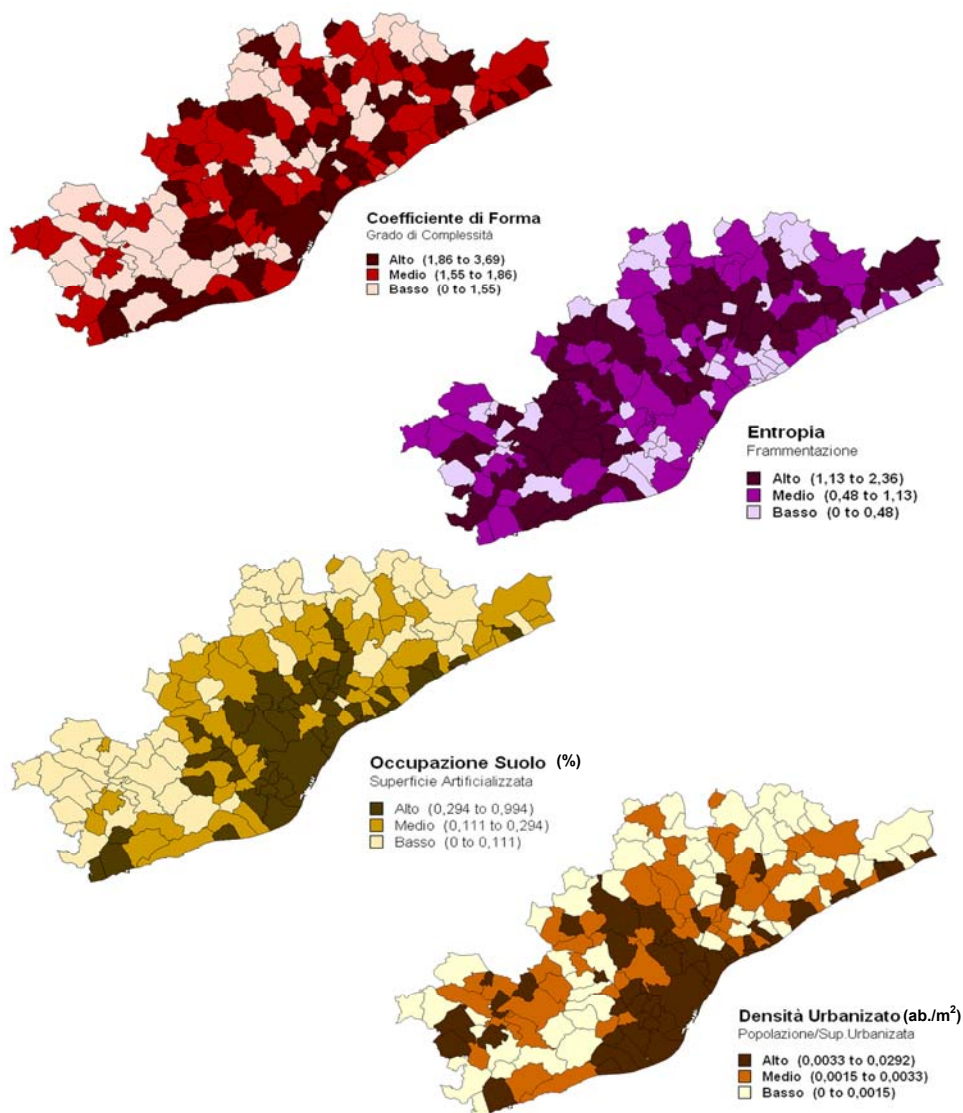 Coefficiente di Forma
Grado di Complessità
Alto (1,86 to 3,69)
Medio (1,55 to 1,86)
Basso (0 to 1,55)
Entropia
Frammentazione
Alto (1,13 to 2,36)
Medio (0,48 to 1,13)
Basso (0 to 0,48)
Occupazione Suolo (%)
Superficie Artificializzata
Alto (0,294 to 0,994)
Medio (0,111 to 0,294)
Basso (0 to 0,111)
Densità Urbanizato (ab./m²)
Popolazione/Sup.Urbanizata
Alto (0,0033 to 0,0292)
Medio (0,0015 to 0,0033)
Basso (0 to 0,0015)